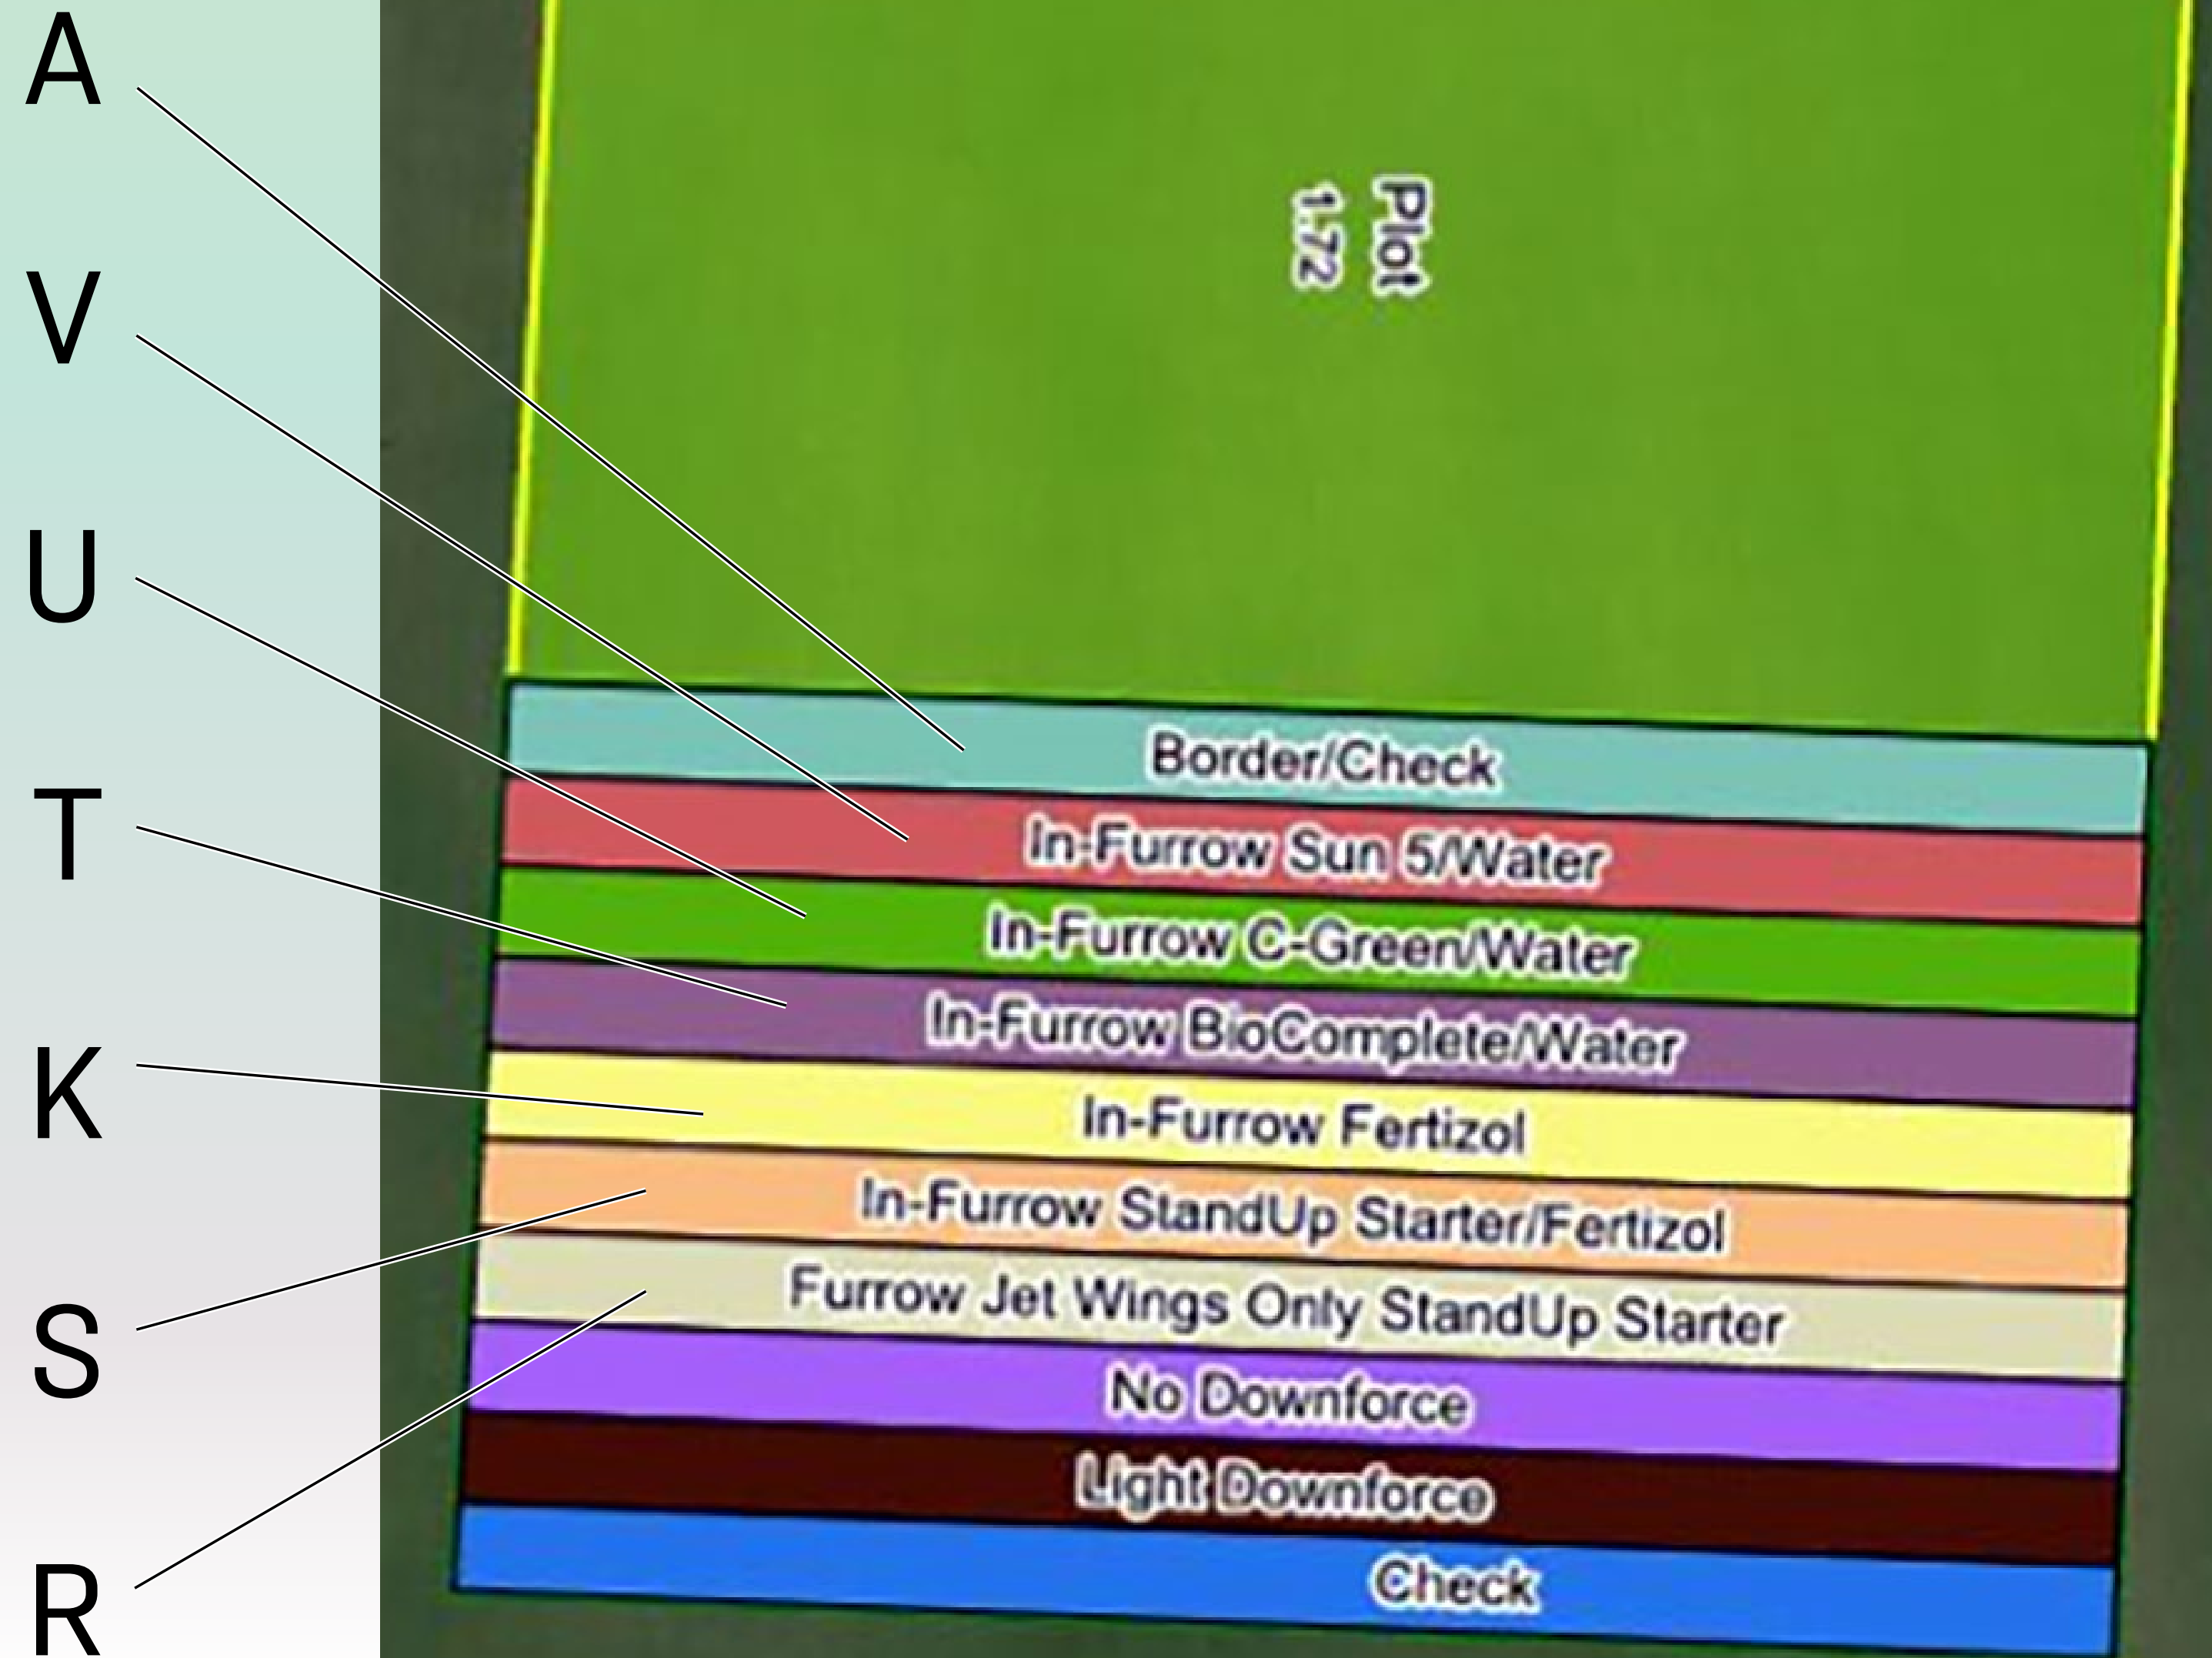 A
V
U
T
K
S
R
Plot
1.72
Border/Check
In-Furrow Sun 5/Water
In-Furrow C-Green/Water
In-Furrow BioComplete/Water
In-Furrow Fertizol
In-Furrow StandUp Starter/Fertizol
Furrow Jet Wings Only StandUp Starter
No Downforce
Light Downforce
Check